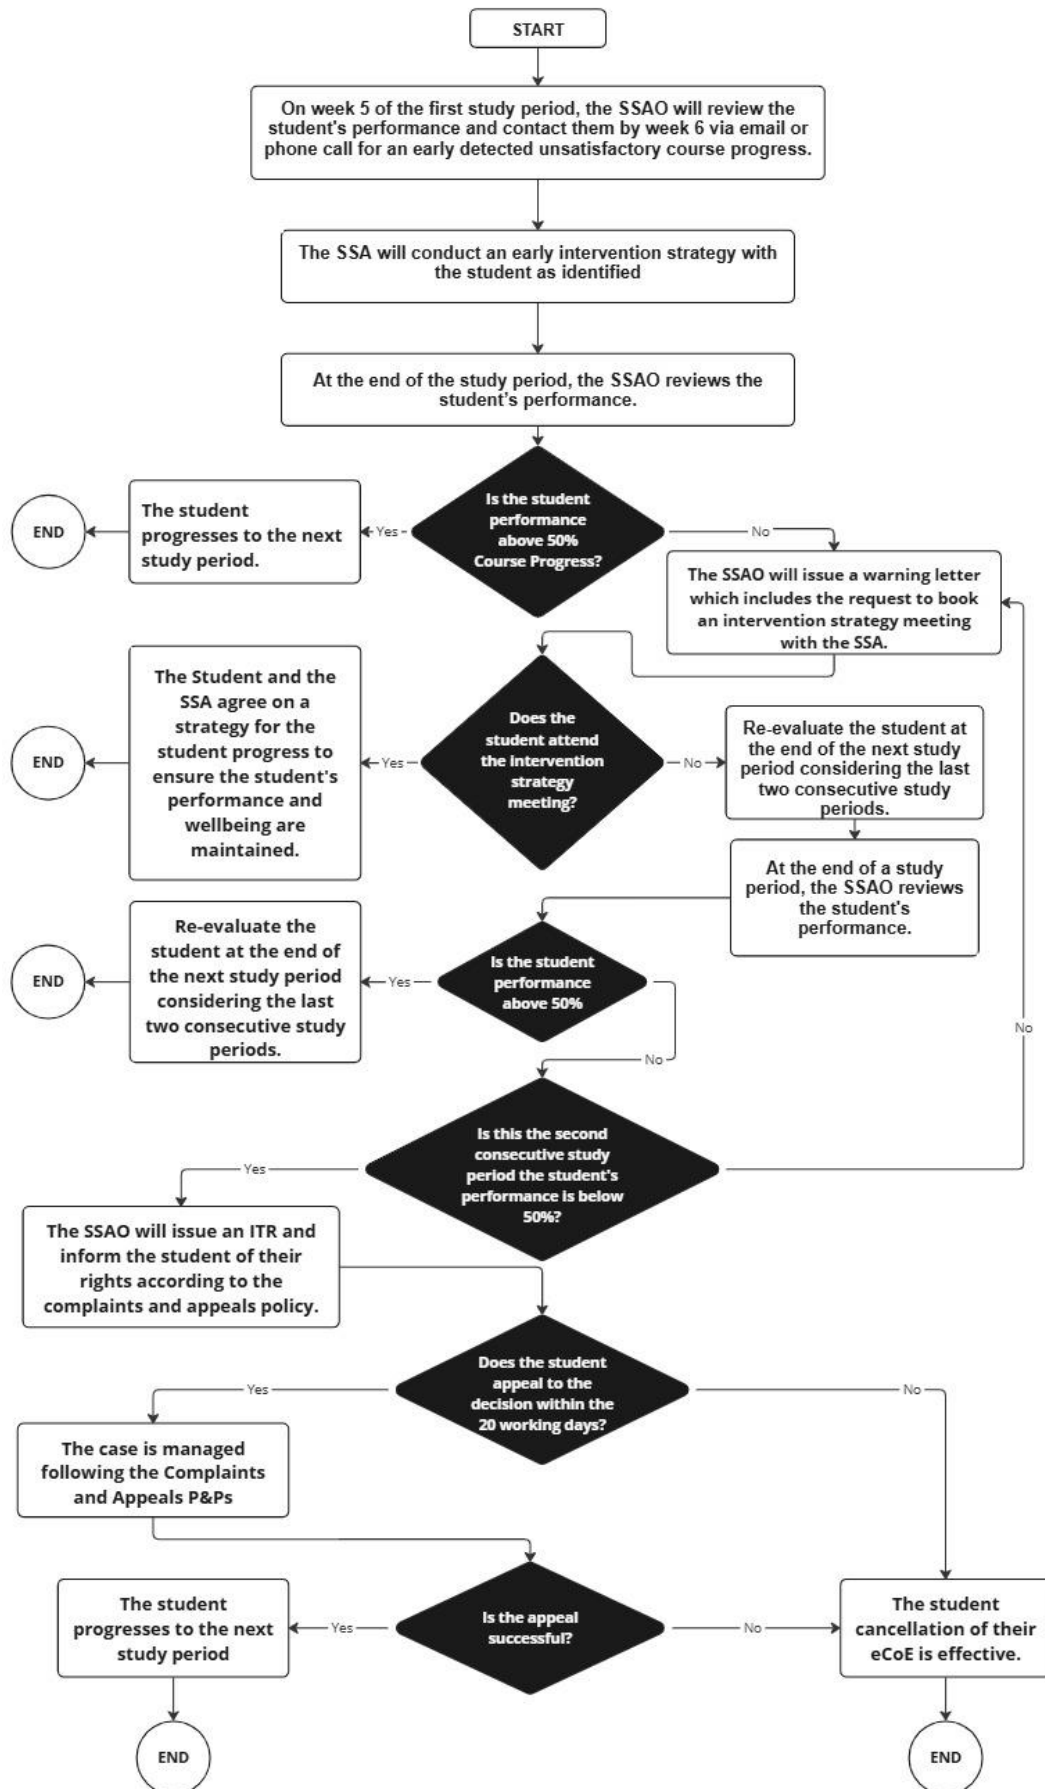 START
On week 5 of the first study period, the SSAO will review the
student's performance and contact them by week 6 via email or
phone call for an early detected unsatisfactory course progress.
The SSA will conduct an early intervention strategy with
the student as identified
At the end of the study period, the SSAO reviews the
student’s performance.
Is the student
performance
above 50%
Course Progress?
Yes
The student
progresses to the next
study period.
END
No
The SSAO will issue a warning letter
which includes the request to book
an intervention strategy meeting
with the SSA.
Does the
student attend
the intervention
strategy
meeting?
Yes
The Student and the
SSA agree on a
strategy for the
student progress to
ensure the student's
performance and
wellbeing are
maintained.
END
No
Re-evaluate the student at
the end of the next study
period considering the last
two consecutive study
periods.
At the end of a study
period, the SSAO reviews
the student's
performance.
Is the student
performance
above 50%
Yes
Re-evaluate the
student at the end of
the next study period
considering the last
two consecutive study
periods.
END
No
Is this the second
consecutive study
period the student's
performance is below
50%?
No
Yes
The SSAO will issue an ITR and
inform the student of their
rights according to the
complaints and appeals policy.
Does the student
appeal to the
decision within the
20 working days?
Yes
The case is managed
following the Complaints
and Appeals P&Ps
No
Is the appeal
successful?
Yes
The student
progresses to the next
study period
END
No
The student
cancellation of their
eCoE is effective.
END